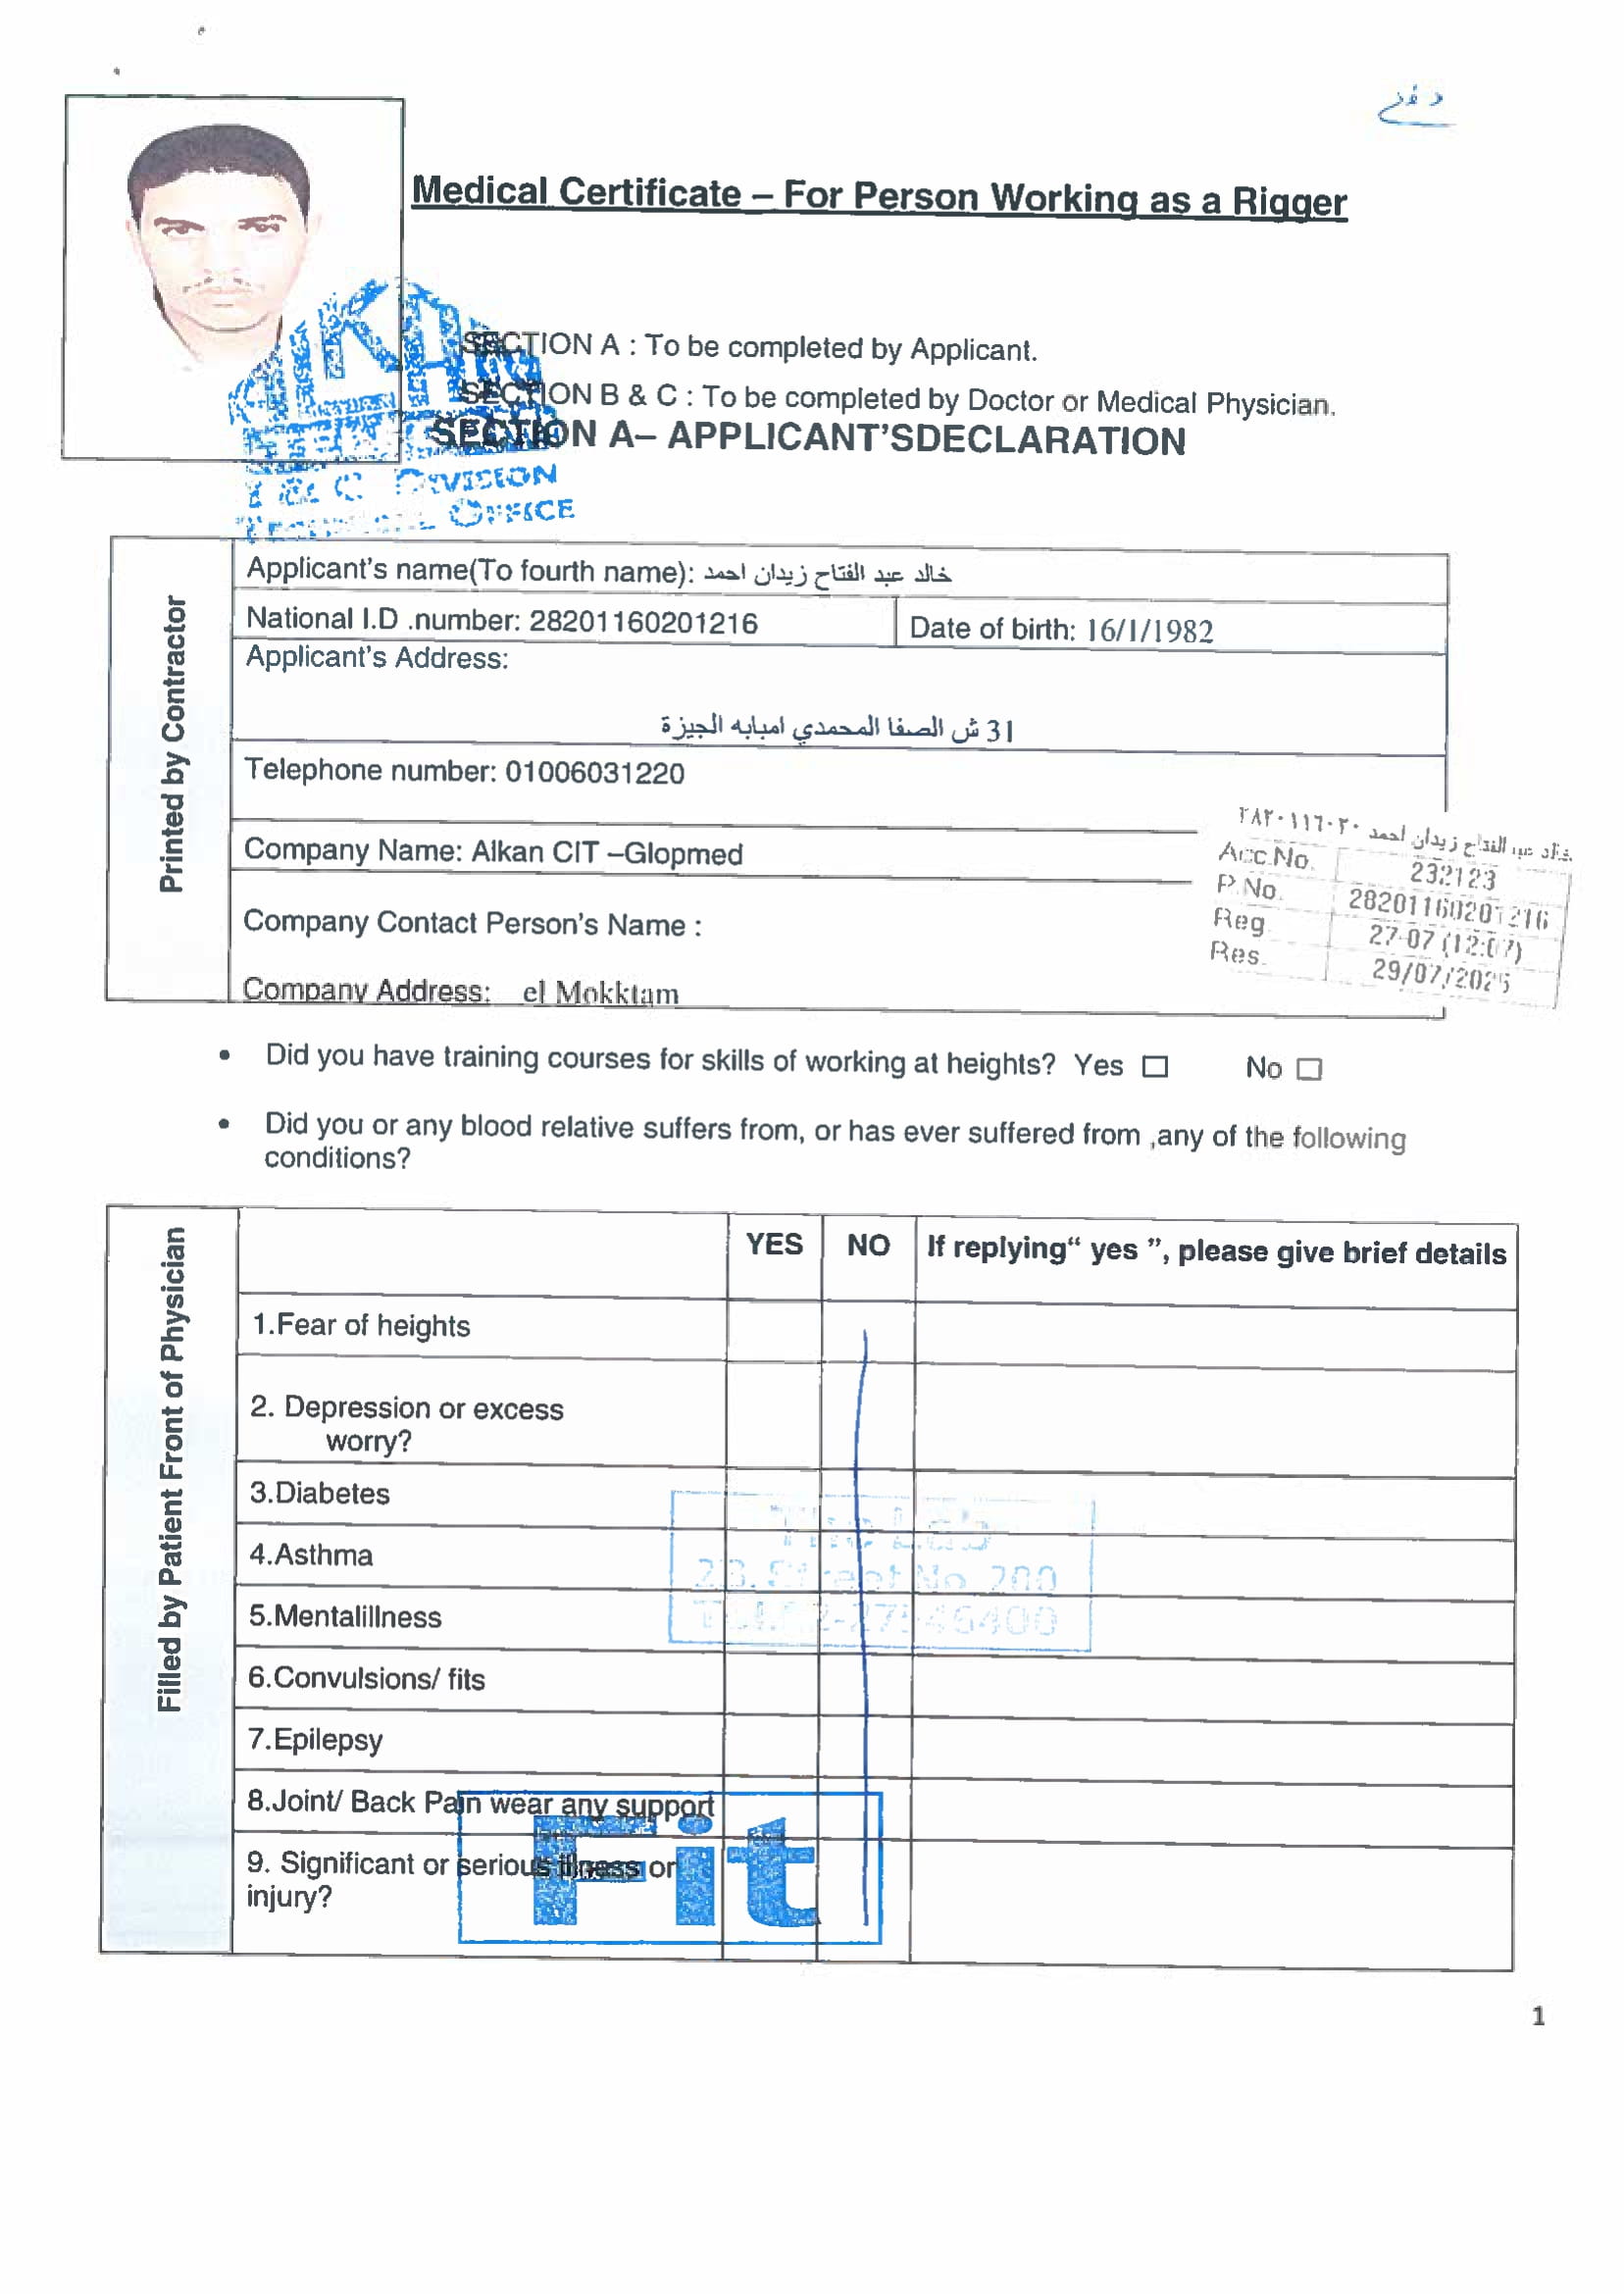 Medical Certificate – For Person Working as a Rigger
SECTION A : To be completed by Applicant.
SECTION B & C : To be completed by Doctor or Medical Physician.
SECTION A– APPLICANT'SDECLARATION
DIVISION
OFFICE
Printed by Contractor
Applicant's name(To fourth name): خالد عبد الفتاح زيدان احمد
National I.D .number: 28201160201216
Date of birth: 16/1/1982
Applicant's Address:
31 ش الصفا المحمدي امبابه الجيزة
Telephone number: 01006031220
Company Name: Alkan CIT –Glopmed
Company Contact Person's Name :
Company Address: el Mokktam
خالد عبد الفتاح زيدان احمد
Acc.No. 232123
P.No. 28201160201216
Reg. 27-07 (12:07)
Res. 29/07/2025
• Did you have training courses for skills of working at heights? Yes ☐ No ☐
• Did you or any blood relative suffers from, or has ever suffered from ,any of the following
conditions?
Filled by Patient Front of Physician
YES NO If replying“ yes ”, please give brief details
1.Fear of heights
2. Depression or excess
worry?
3.Diabetes
The Lab
4.Asthma
23, Street No 200
5.Mentalillness
6.Convulsions/ fits
7.Epilepsy
8.Joint/ Back Pain wear any support
Fit
9. Significant or serious illness or
injury?
1